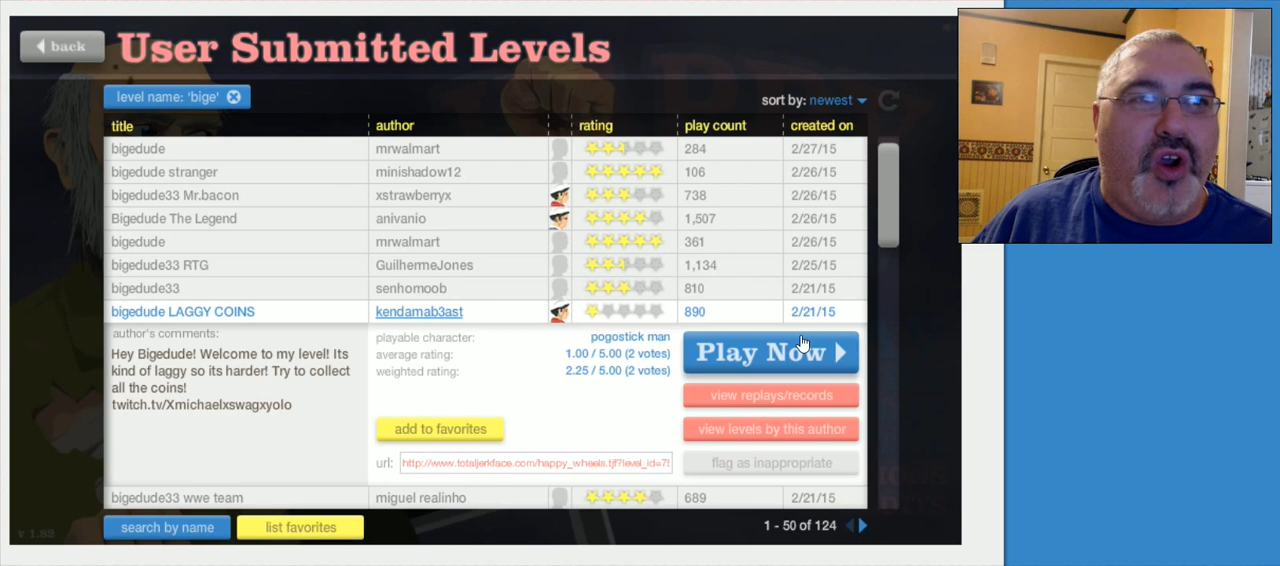 back
User Submitted Levels
level name: 'bige'
sort by: newest
title author rating play count created on
bigedude mrwalmart 284 2/27/15
bigedude stranger minishadow12 106 2/26/15
bigedude33 Mr.bacon xstrawberryx 738 2/26/15
Bigedude The Legend anivanio 1,507 2/26/15
bigedude mrwalmart 361 2/26/15
bigedude33 RTG GuilhermeJones 1,134 2/25/15
bigedude33 senhomoob 810 2/21/15
bigedude LAGGY COINS kendamab3ast 890 2/21/15
author's comments:
Hey Bigedude! Welcome to my level! Its
kind of laggy so its harder! Try to collect
all the coins!
twitch.tv/Xmichaelxswagxyolo
playable character: pogostick man
average rating: 1.00 / 5.00 (2 votes)
weighted rating: 2.25 / 5.00 (2 votes)
add to favorites
url: http://www.totaljerkface.com/happy_wheels.tjf?level_id=7
Play Now
view replays/records
view levels by this author
flag as inappropriate
bigedude33 wwe team miguel realinho 689 2/21/15
search by name
list favorites
1 - 50 of 124